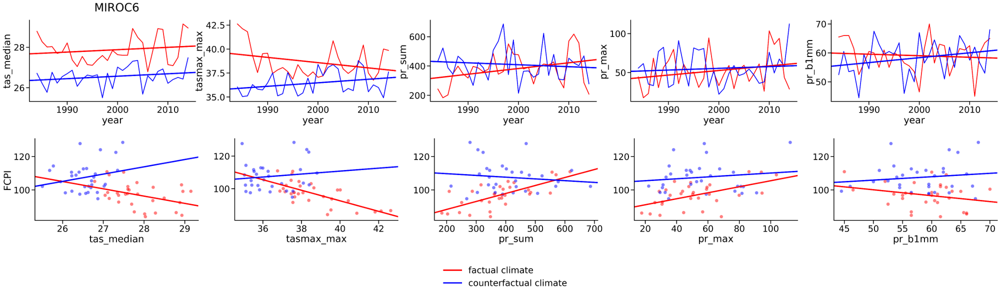 MIROC6
tas_median
28
26
1990 2000 2010
year
tasmax_max
42.5
40.0
37.5
35.0
1990 2000 2010
year
pr_sum
600
400
200
1990 2000 2010
year
pr_max
100
50
1990 2000 2010
year
pr_b1mm
70
60
50
1990 2000 2010
year
FCPI
120
100
26 27 28 29
tas_median
120
100
36 38 40 42
tasmax_max
120
100
200 300 400 500 600 700
pr_sum
120
100
20 40 60 80 100
pr_max
120
100
45 50 55 60 65 70
pr_b1mm
factual climate
counterfactual climate